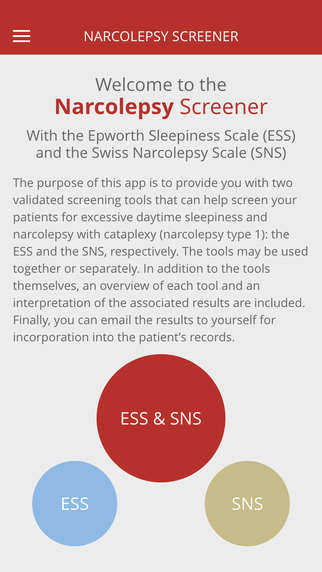 NARCOLEPSY SCREENER
Welcome to the
Narcolepsy Screener
With the Epworth Sleepiness Scale (ESS)
and the Swiss Narcolepsy Scale (SNS)
The purpose of this app is to provide you with two
validated screening tools that can help screen your
patients for excessive daytime sleepiness and
narcolepsy with cataplexy (narcolepsy type 1): the
ESS and the SNS, respectively. The tools may be used
together or separately. In addition to the tools
themselves, an overview of each tool and an
interpretation of the associated results are included.
Finally, you can email the results to yourself for
incorporation into the patient's records.
ESS & SNS
ESS
SNS